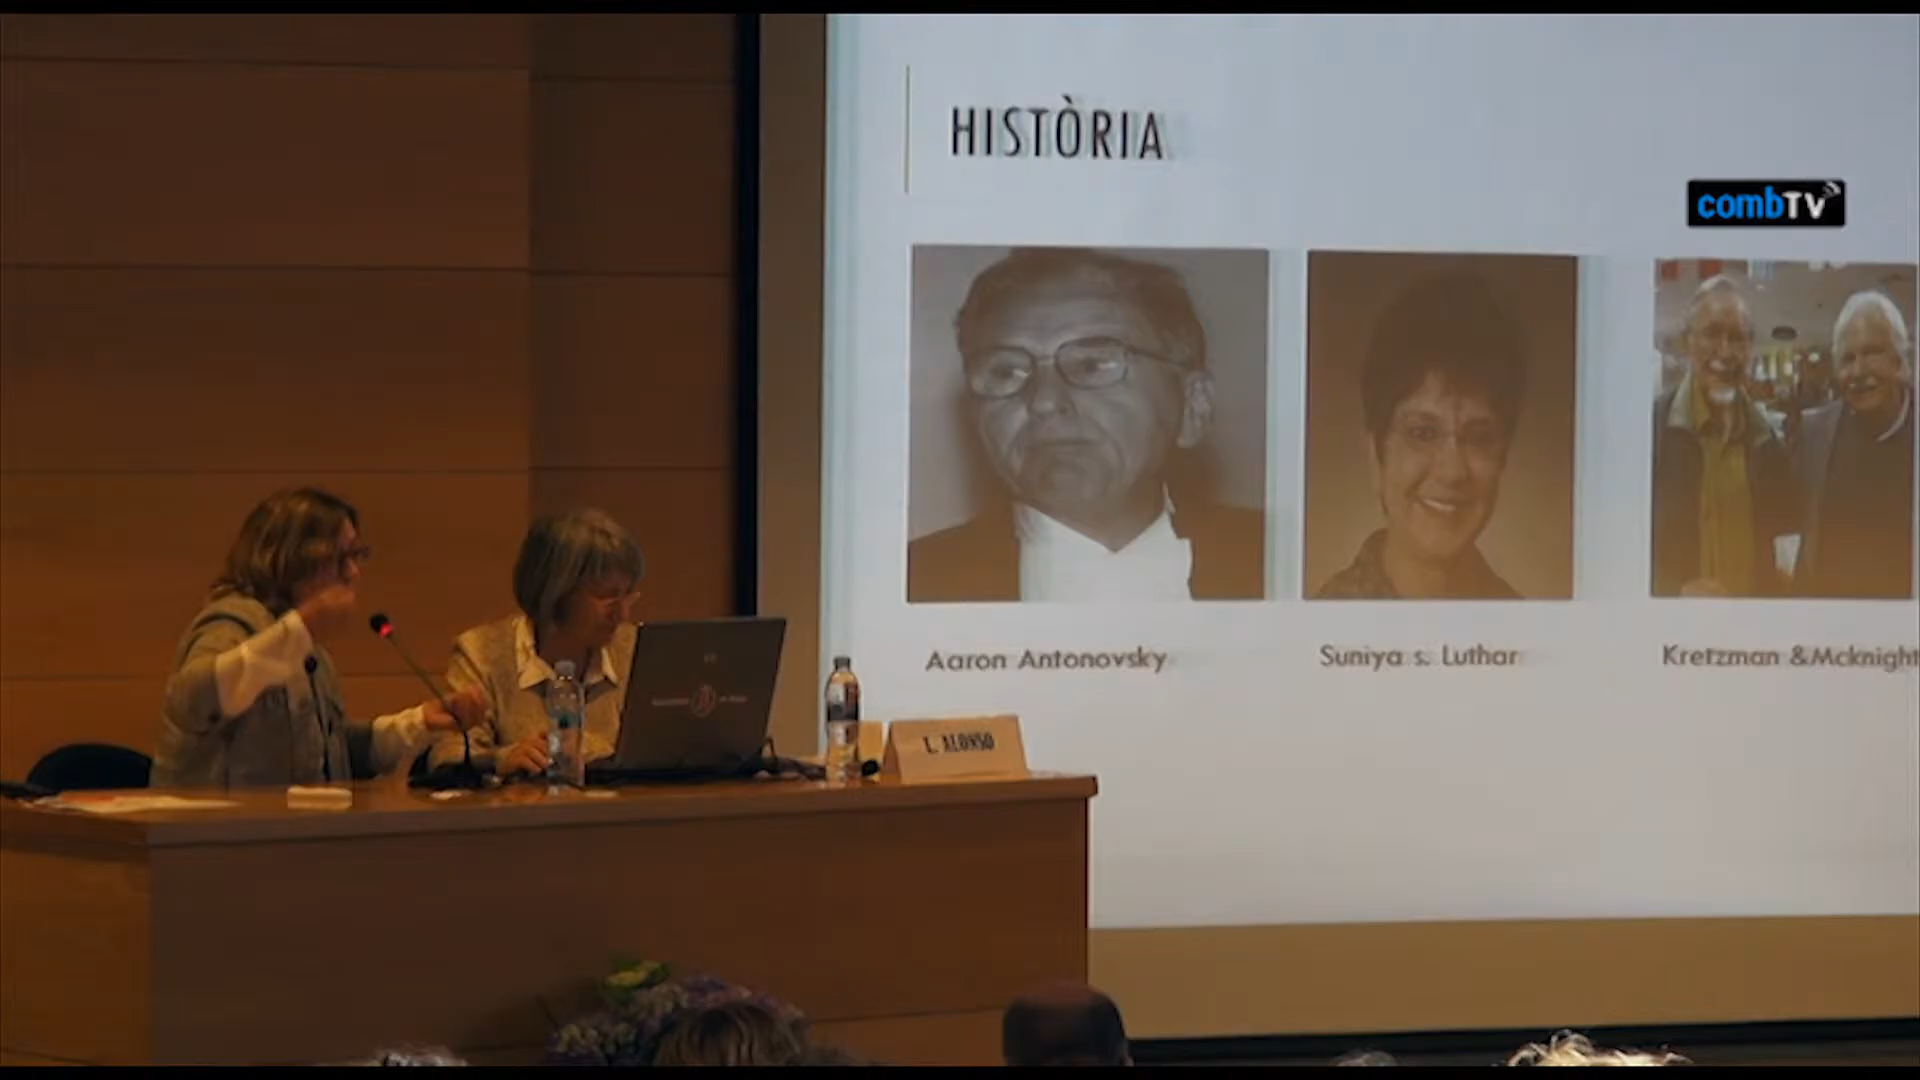 HISTÒRIA
combTV
Aaron Antonovsky
Suniya s. Luthar
Kretzman &Mcknight
L. ALONSO